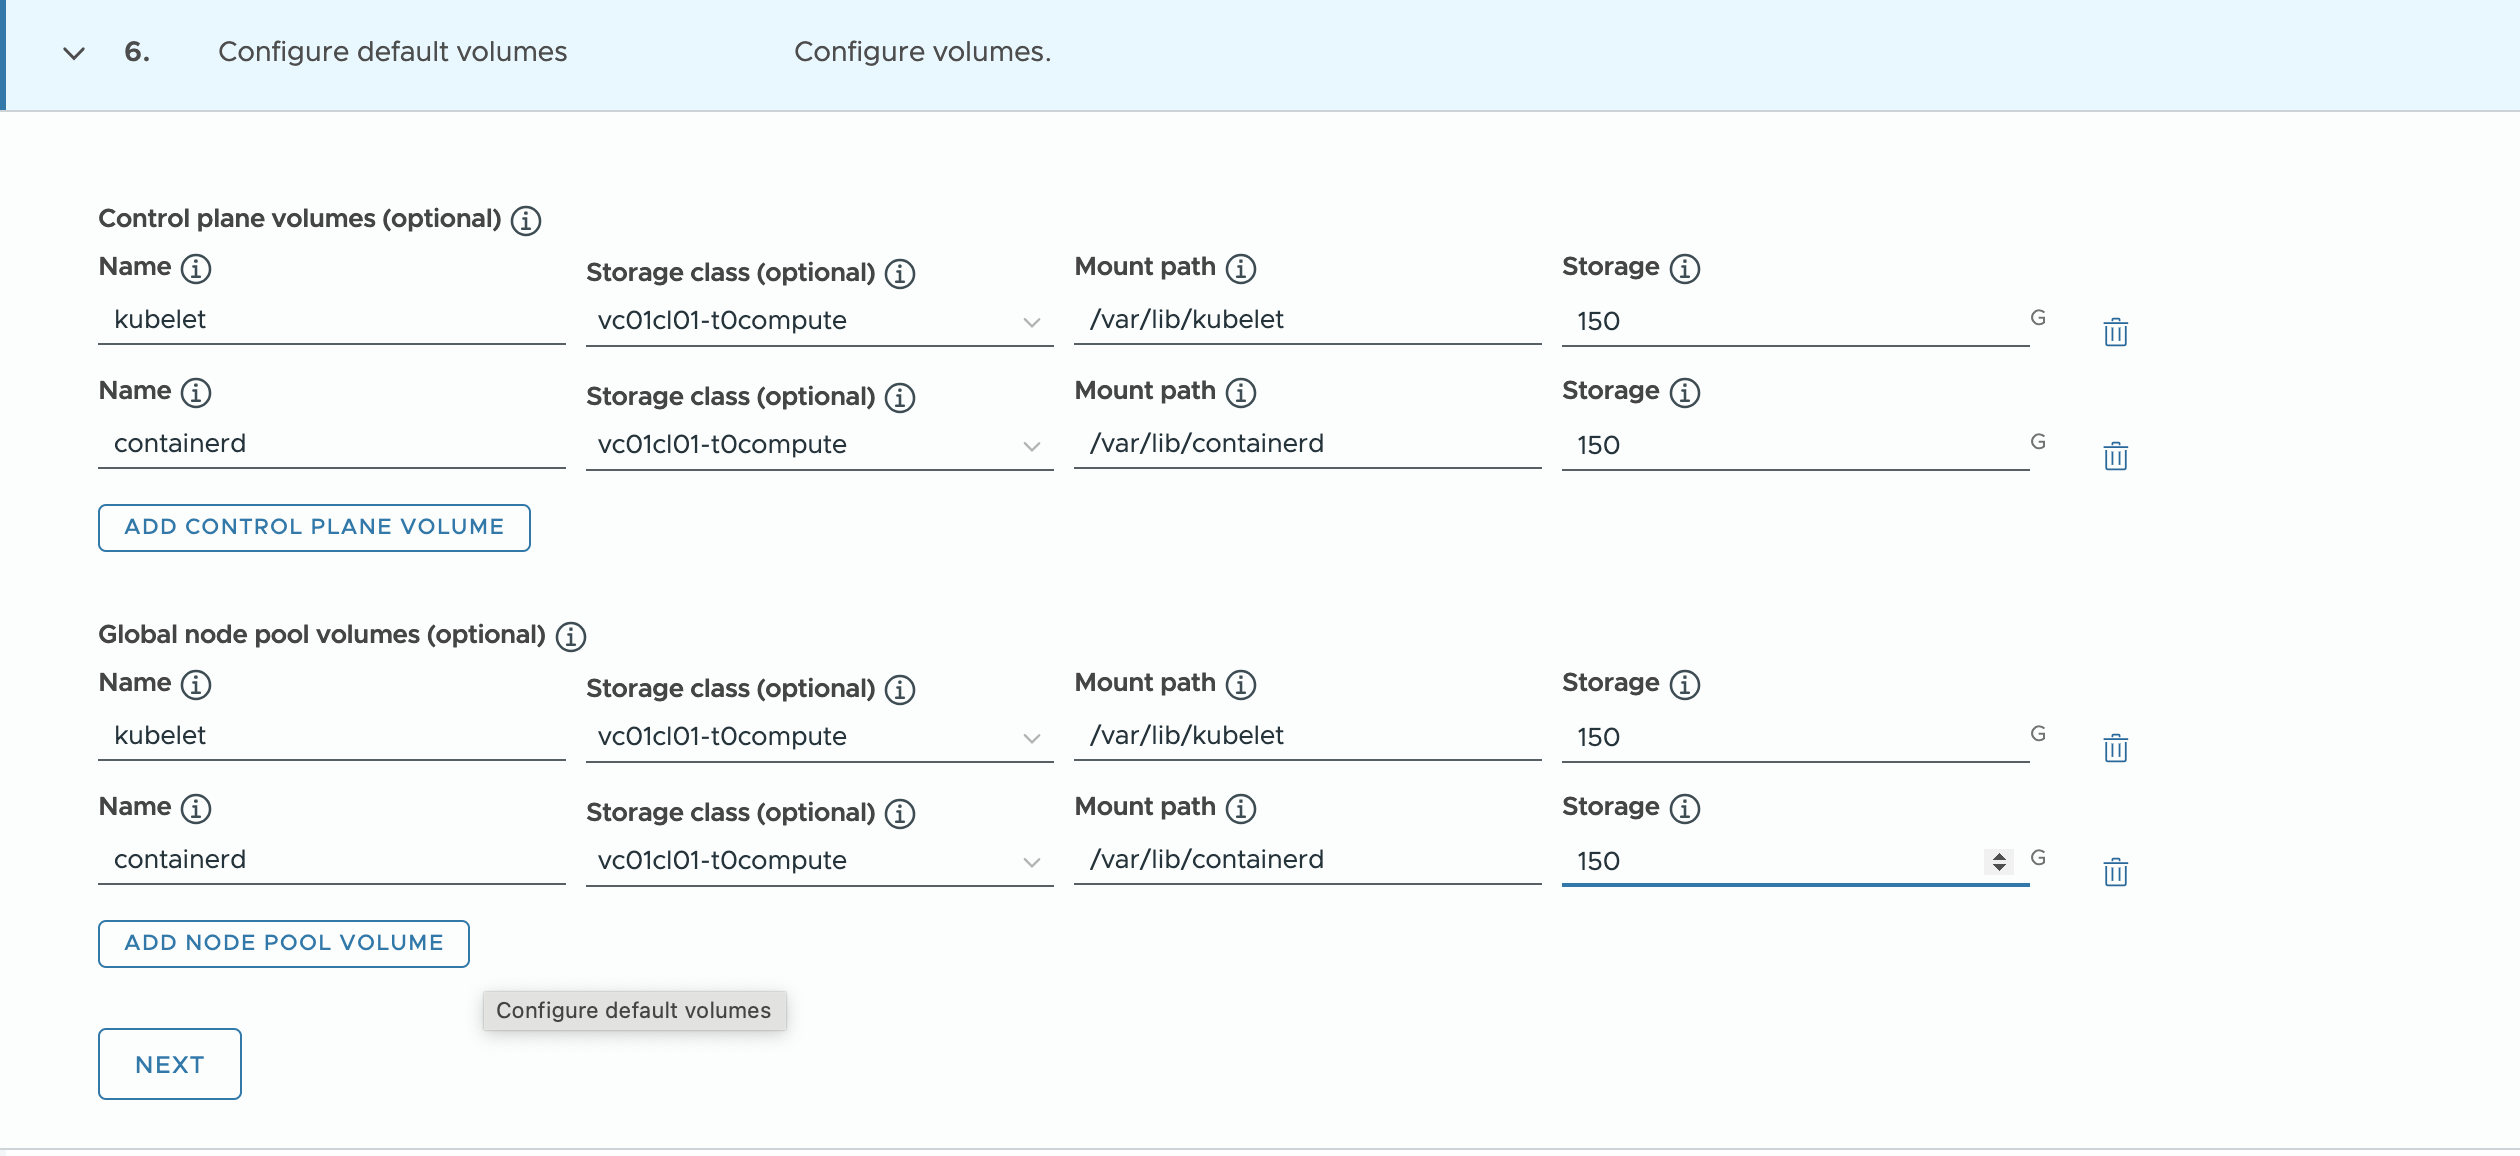 6. Configure default volumes Configure volumes.
Control plane volumes (optional)
Name Storage class (optional) Mount path Storage
kubelet vc01cl01-t0compute /var/lib/kubelet 150 G
Name Storage class (optional) Mount path Storage
containerd vc01cl01-t0compute /var/lib/containerd 150 G
ADD CONTROL PLANE VOLUME
Global node pool volumes (optional)
Name Storage class (optional) Mount path Storage
kubelet vc01cl01-t0compute /var/lib/kubelet 150 G
Name Storage class (optional) Mount path Storage
containerd vc01cl01-t0compute /var/lib/containerd 150 G
ADD NODE POOL VOLUME
Configure default volumes
NEXT